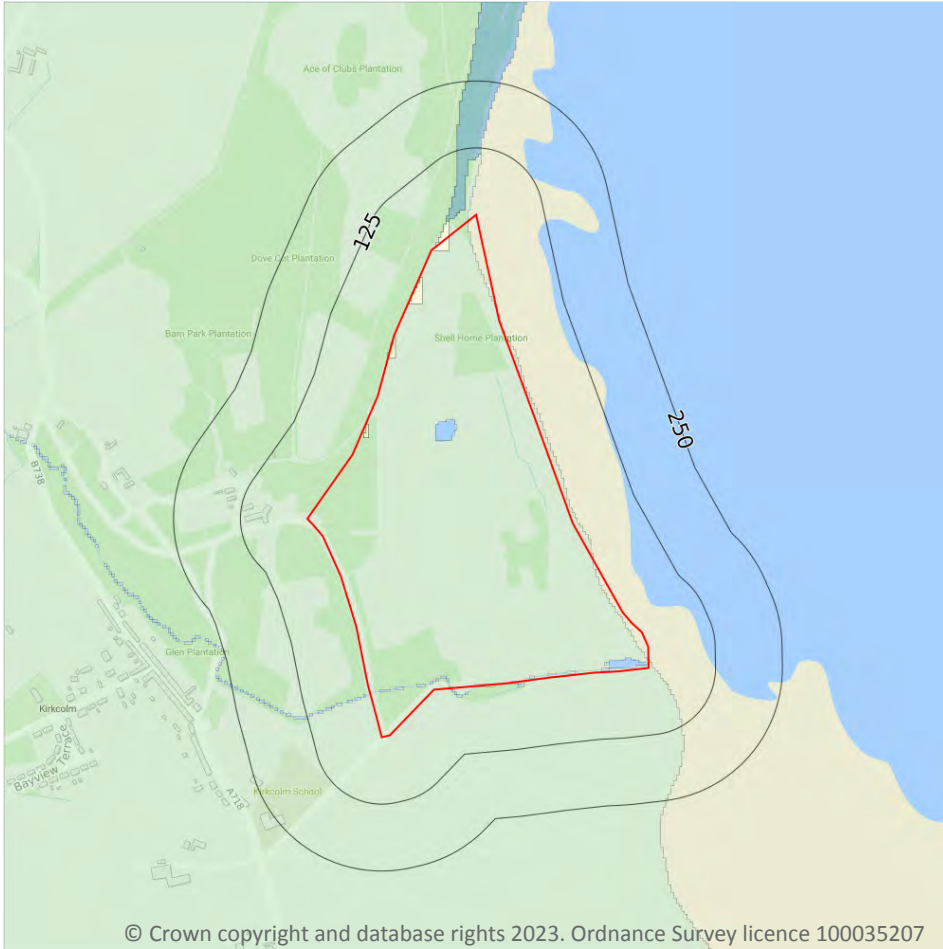 Ace of Clubs Plantation
125
Dove Cot Plantation
Barn Park Plantation
Shell Home Plantation
250
B738
Glen Plantation
Kirkcolm
Bayview Terrace
A718
Kirkcolm School
© Crown copyright and database rights 2023. Ordnance Survey licence 100035207